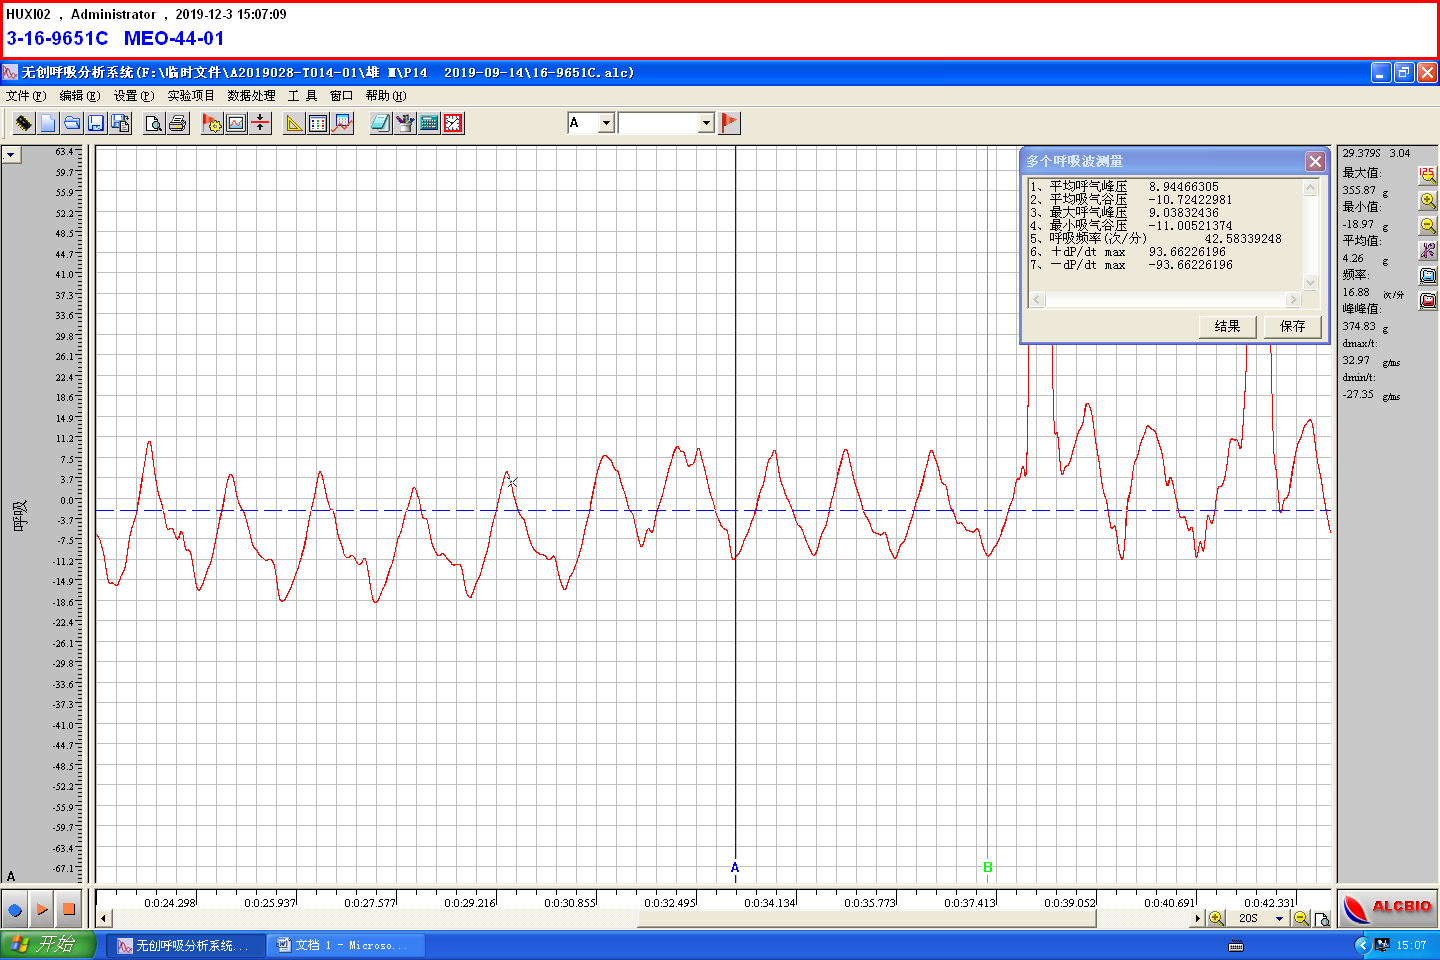 HUXI02 , Administrator , 2019-12-3 15:07:09
3-16-9651C MEO-44-01
无创呼吸分析系统(F:\临时文件\A2019028-T014-01\雄 M\P14 2019-09-14\16-9651C.alc)
文件(F) 编辑(E) 设置(P) 实验项目 数据处理 工具 窗口 帮助(H)
A
63.4
59.7
55.9
52.2
48.5
44.7
41.0
37.3
33.6
29.8
26.1
22.4
18.6
14.9
11.2
7.5
3.7
0.0
-3.7
-7.5
-11.2
-14.9
-18.6
-22.4
-26.1
-29.8
-33.6
-37.3
-41.0
-44.7
-48.5
-52.2
-55.9
-59.7
-63.4
-67.1
呼吸
A
多个呼吸波测量
1、平均呼气峰压 8.94466305
2、平均吸气谷压 -10.72422981
3、最大呼气峰压 9.03832436
4、最小吸气谷压 -11.00521374
5、呼吸频率(次/分) 42.58339248
6、+dP/dt max 93.66226196
7、-dP/dt max -93.66226196
结果 保存
29.379S 3.04
最大值:
355.87 g
最小值:
-18.97 g
平均值:
4.26 g
频率:
16.88 次/分
峰峰值:
374.83 g
dmax/t:
32.97 g/ms
dmin/t:
-27.35 g/ms
125
A B
0:0:24.298 0:0:25.937 0:0:27.577 0:0:29.216 0:0:30.855 0:0:32.495 0:0:34.134 0:0:35.773 0:0:37.413 0:0:39.052 0:0:40.691 0:0:42.331
20S
ALCBIO
开始 无创呼吸分析系统... 文档 1 - Microso... 15:07